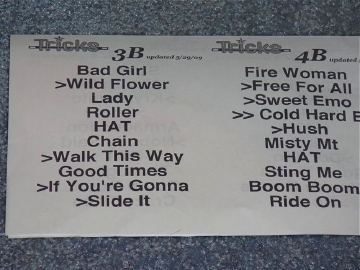 Tricks 3B updated 5/29/09
Bad Girl
>Wild Flower
Lady
Roller
HAT
Chain
>Walk This Way
Good Times
>If You're Gonna
>Slide It
Tricks 4B updated
Fire Woman
>Free For All
>Sweet Emo
>> Cold Hard B
>Hush
Misty Mt
HAT
Sting Me
Boom Boom
Ride On